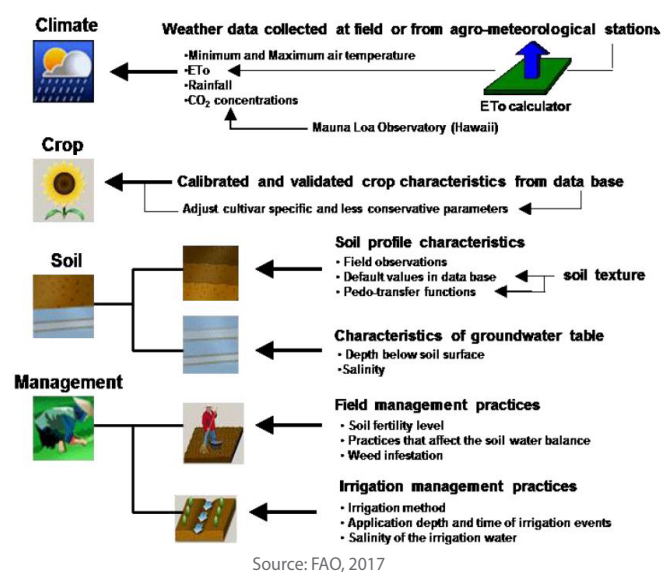 Climate
Weather data collected at field or from agro-meteorological stations
•Minimum and Maximum air temperature
•ETo
•Rainfall
•CO2 concentrations
ETo calculator
Mauna Loa Observatory (Hawaii)
Crop
Calibrated and validated crop characteristics from data base
Adjust cultivar specific and less conservative parameters
Soil
Soil profile characteristics
• Field observations
• Default values in data base
• Pedo-transfer functions
soil texture
Characteristics of groundwater table
• Depth below soil surface
• Salinity
Management
Field management practices
• Soil fertility level
• Practices that affect the soil water balance
• Weed infestation
Irrigation management practices
• Irrigation method
• Application depth and time of irrigation events
• Salinity of the irrigation water
Source: FAO, 2017